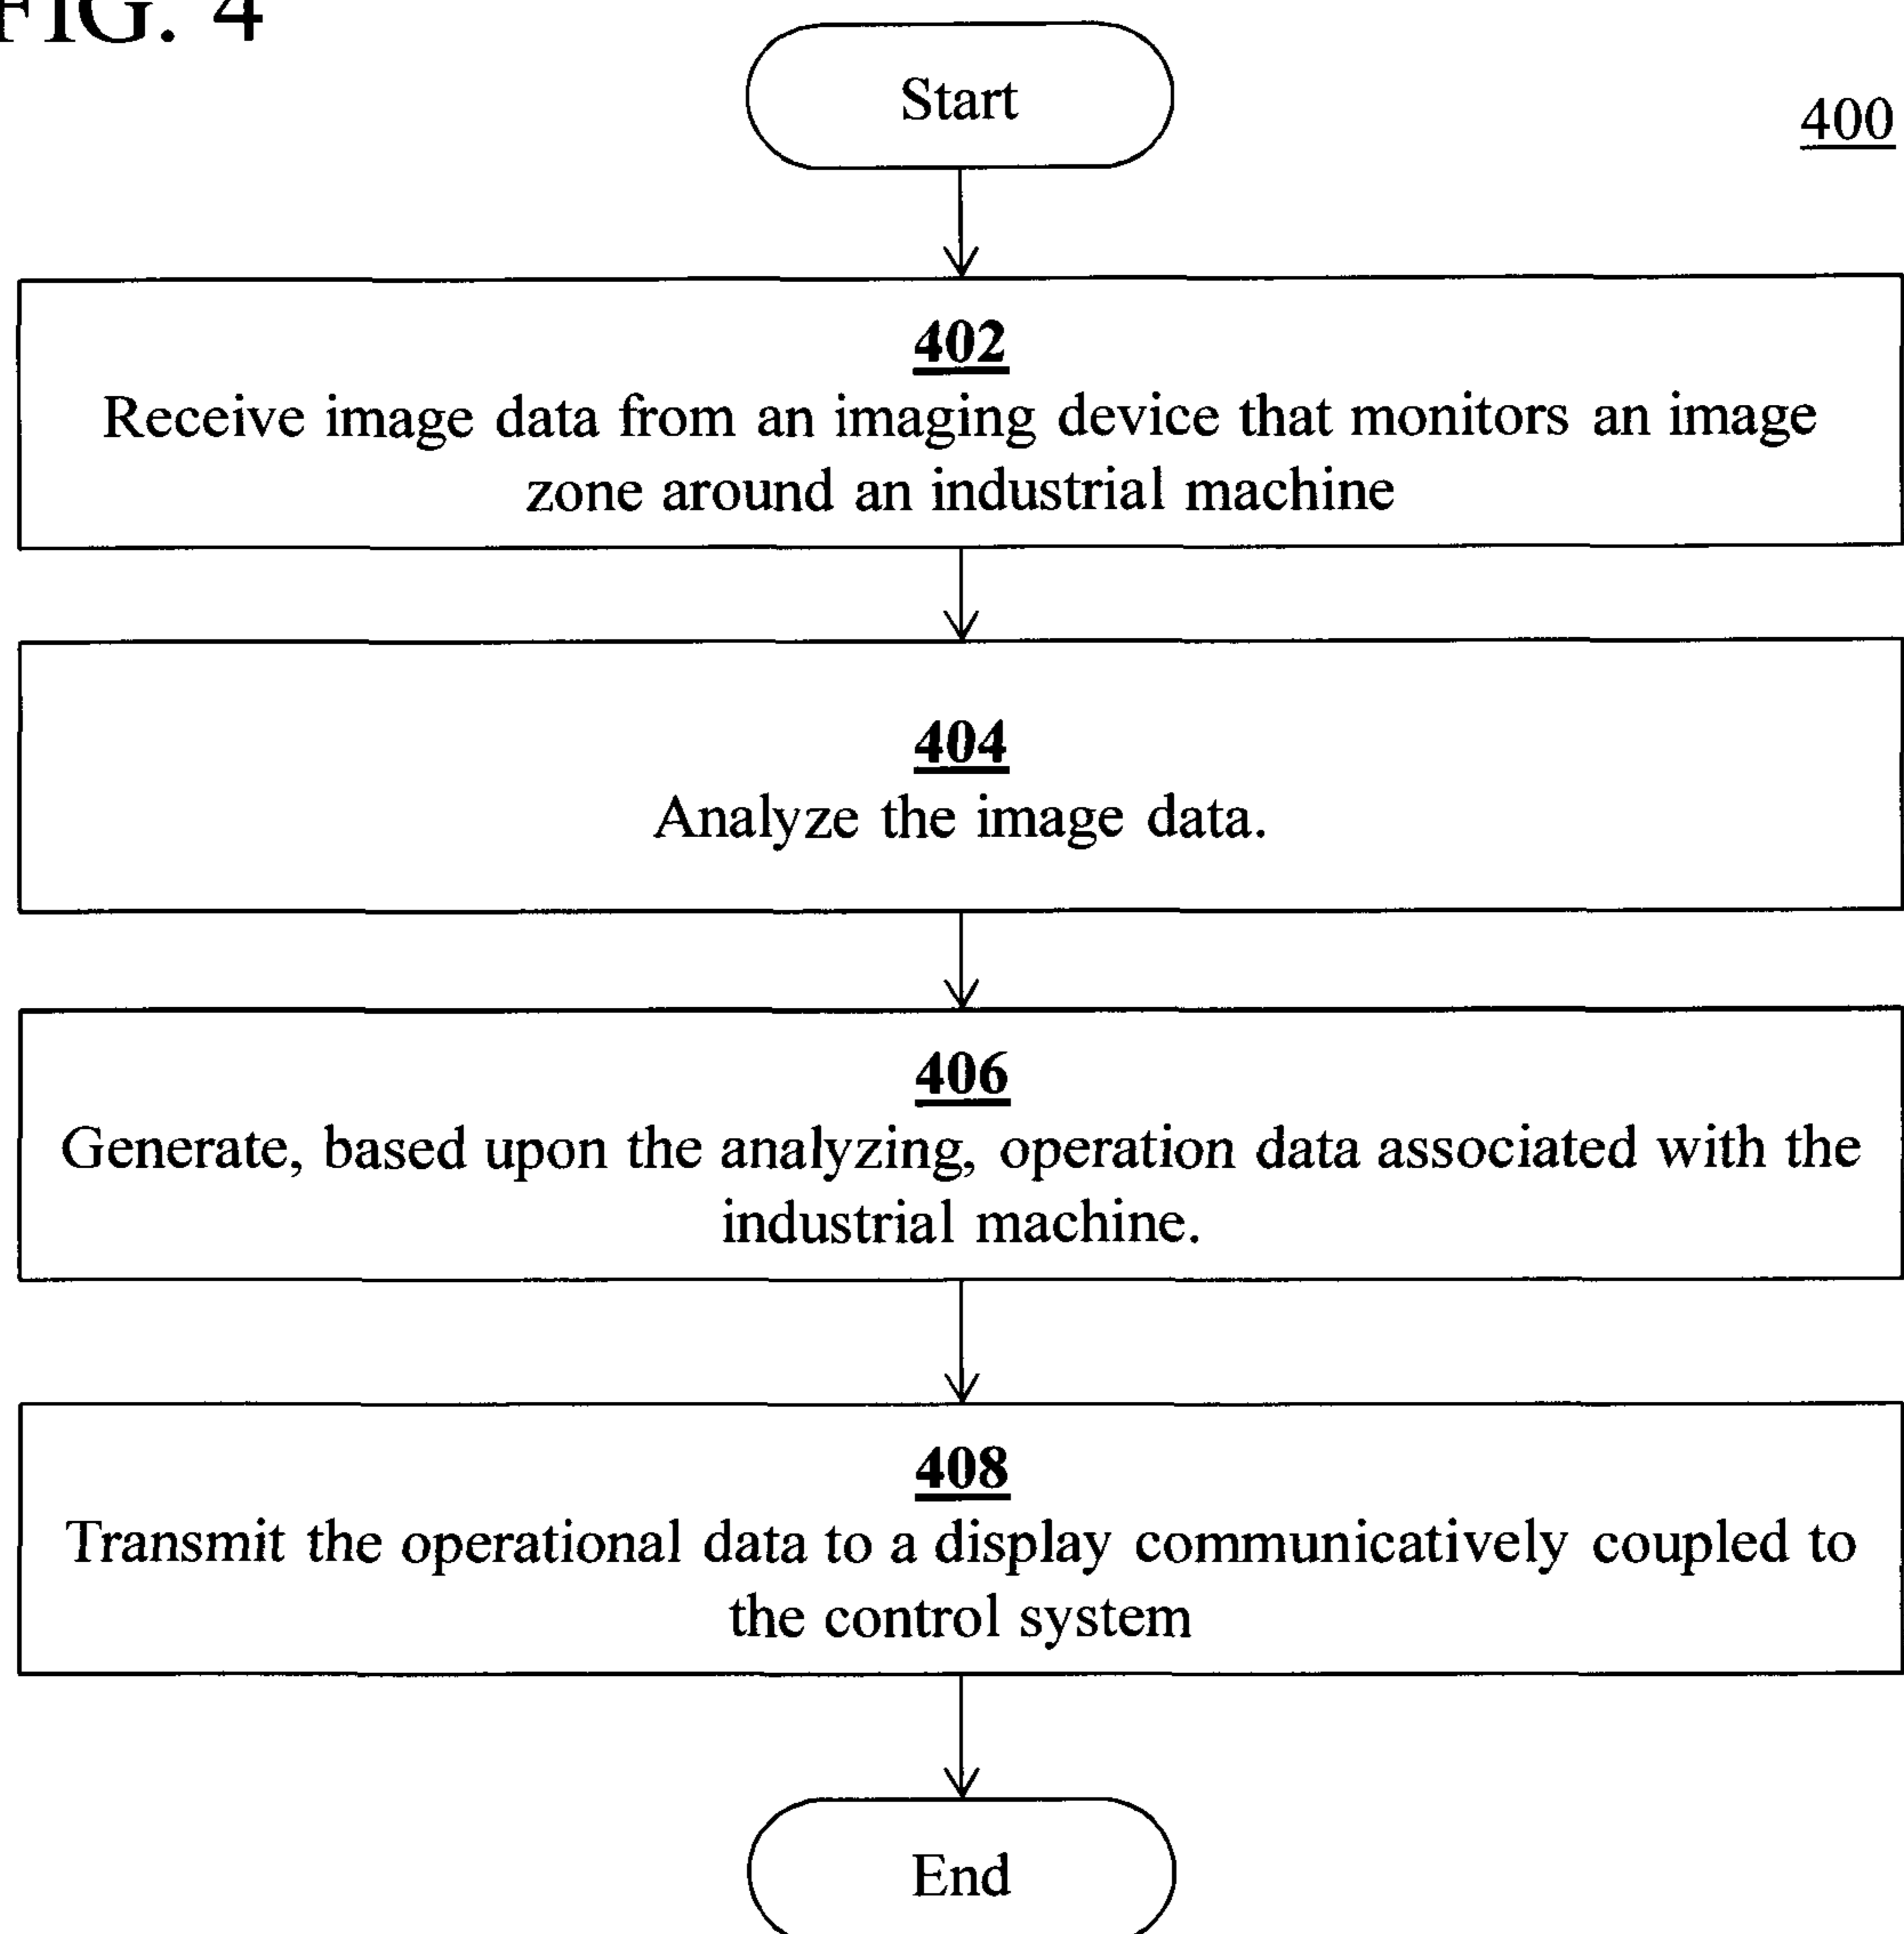 FIG. 4
Start
400
402
Receive image data from an imaging device that monitors an image
zone around an industrial machine
404
Analyze the image data.
406
Generate, based upon the analyzing, operation data associated with the
industrial machine.
408
Transmit the operational data to a display communicatively coupled to
the control system
End